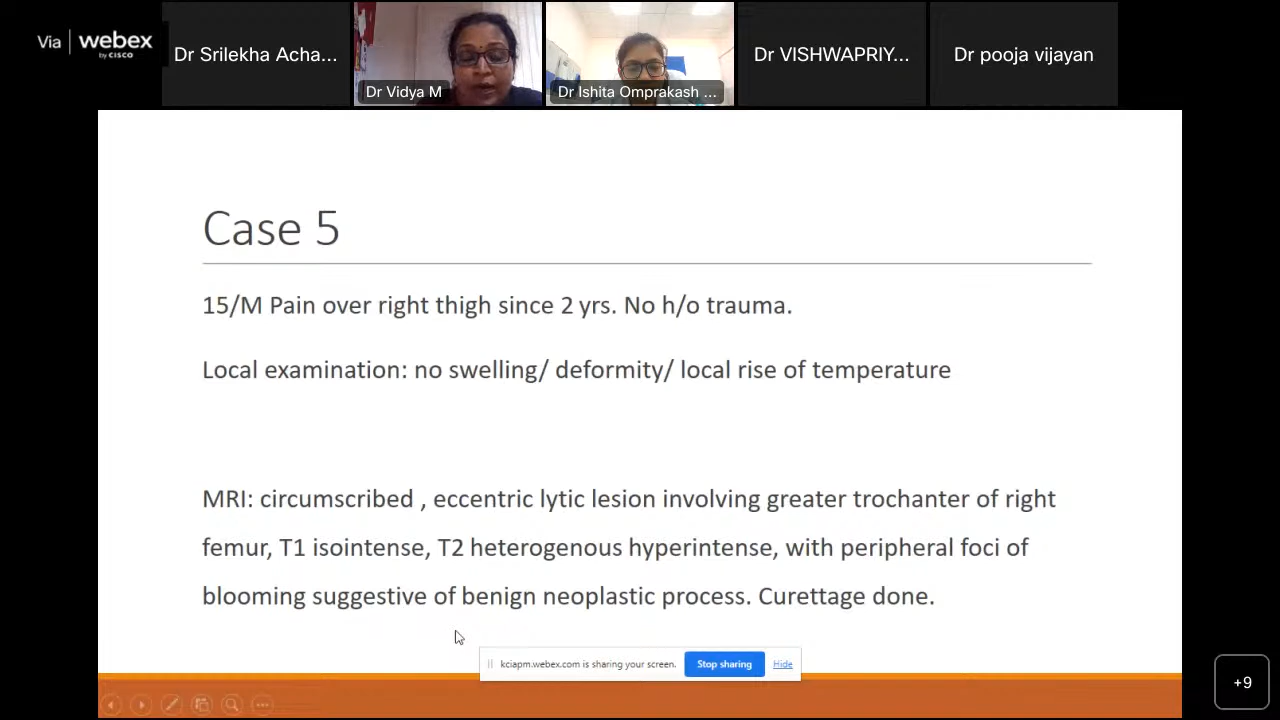 Via webex
by CISCO
Dr Srilekha Acha...
Dr Vidya M
Dr Ishita Omprakash ...
Dr VISHWAPRIY...
Dr pooja vijayan
Case 5
15/M Pain over right thigh since 2 yrs. No h/o trauma.
Local examination: no swelling/ deformity/ local rise of temperature
MRI: circumscribed , eccentric lytic lesion involving greater trochanter of right
femur, T1 isointense, T2 heterogenous hyperintense, with peripheral foci of
blooming suggestive of benign neoplastic process. Curettage done.
kciapm.webex.com is sharing your screen. Stop sharing Hide
+9